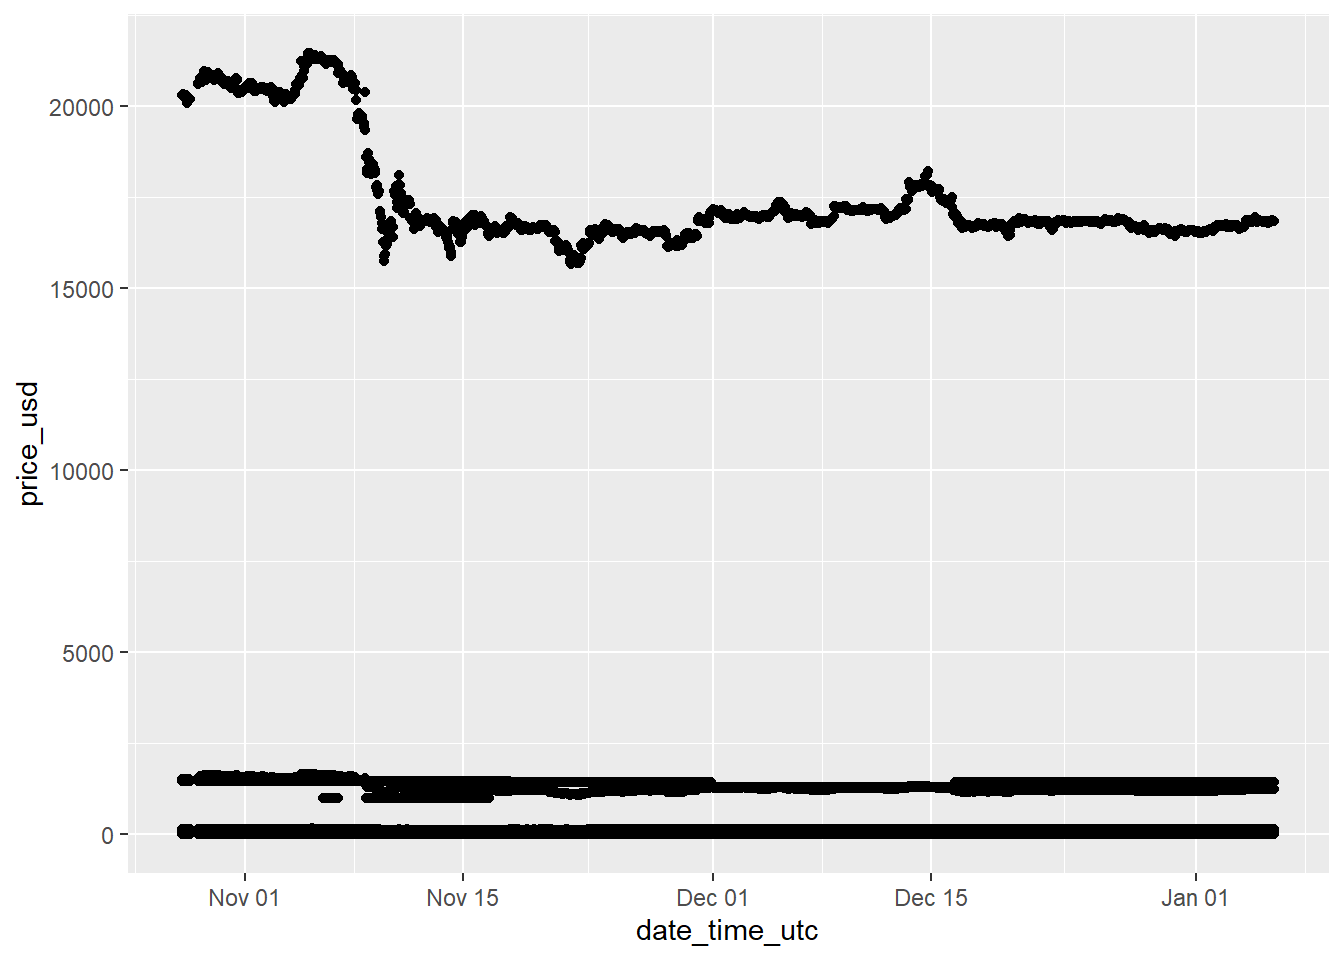 price_usd
20000
15000
10000
5000
0
Nov 01
Nov 15
Dec 01
Dec 15
Jan 01
date_time_utc